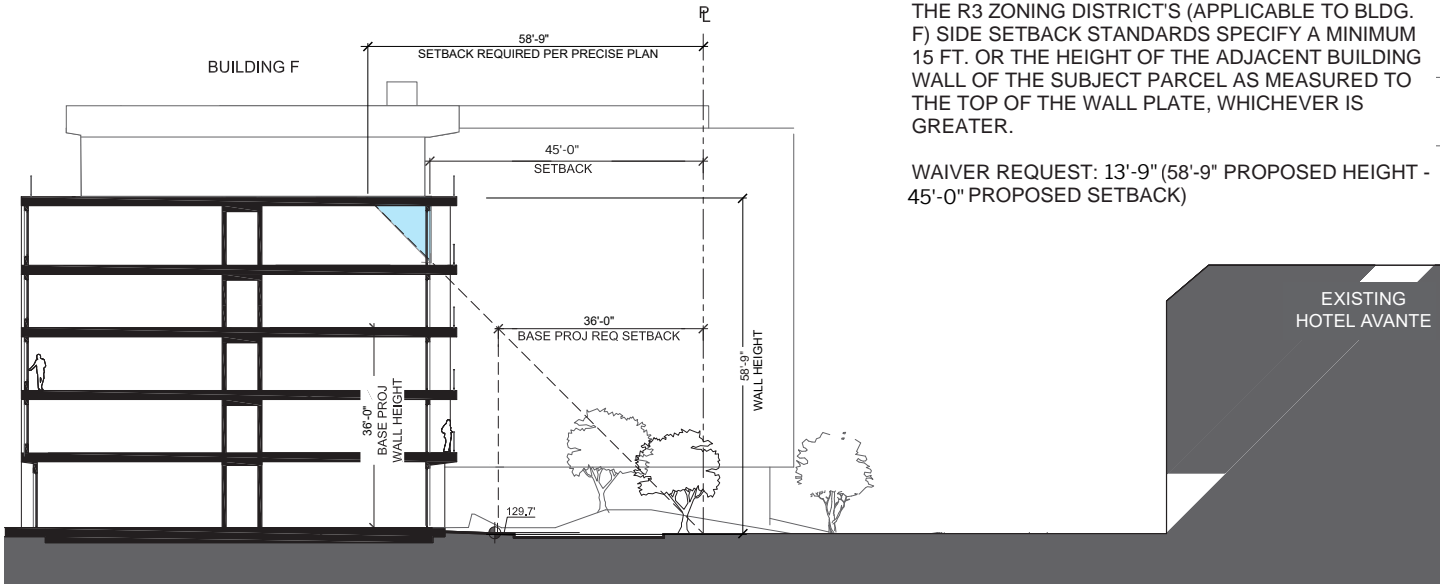 PL
58'-9"
SETBACK REQUIRED PER PRECISE PLAN
BUILDING F
45'-0"
SETBACK
36'-0"
BASE PROJ REQ SETBACK
58'-9"
WALL HEIGHT
36'-0"
BASE PROJ
WALL HEIGHT
129.7'
THE R3 ZONING DISTRICT'S (APPLICABLE TO BLDG.
F) SIDE SETBACK STANDARDS SPECIFY A MINIMUM
15 FT. OR THE HEIGHT OF THE ADJACENT BUILDING
WALL OF THE SUBJECT PARCEL AS MEASURED TO
THE TOP OF THE WALL PLATE, WHICHEVER IS
GREATER.
WAIVER REQUEST: 13'-9" (58'-9" PROPOSED HEIGHT -
45'-0" PROPOSED SETBACK)
EXISTING
HOTEL AVANTE